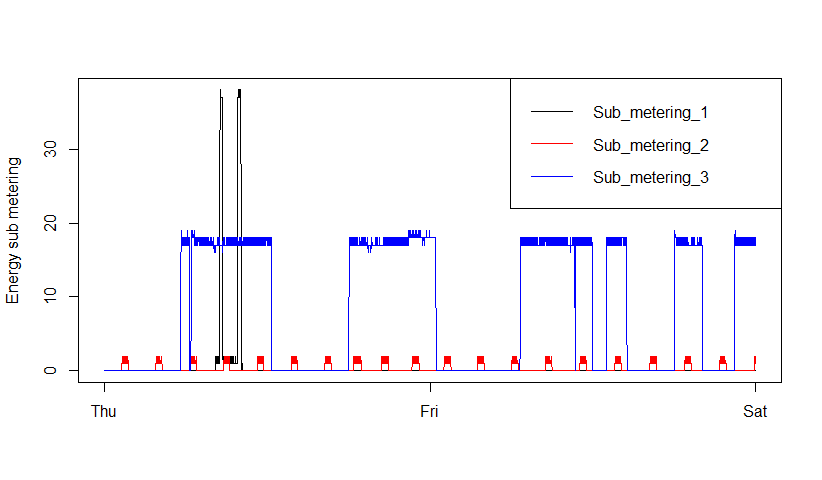 Sub_metering_1
Sub_metering_2
Sub_metering_3
Energy sub metering
30
20
10
0
Thu
Fri
Sat